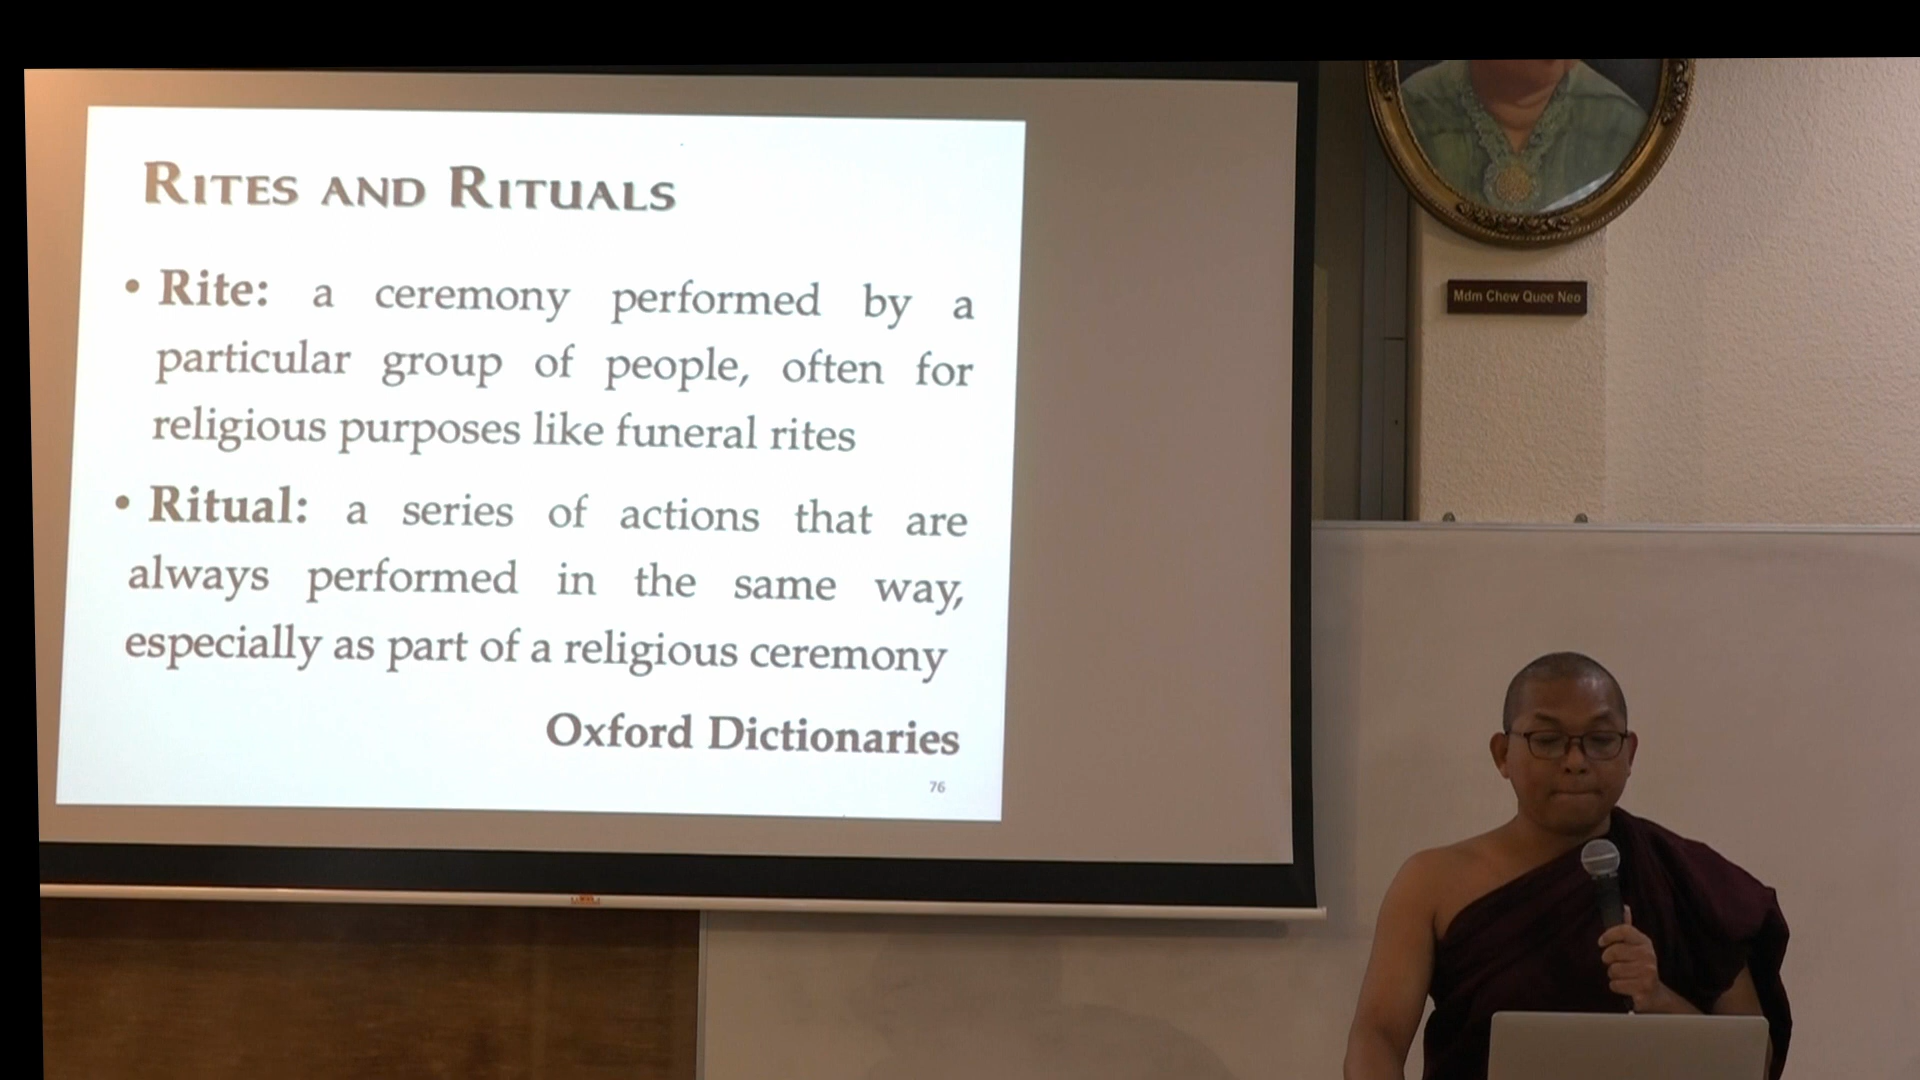 RITES AND RITUALS
• Rite: a ceremony performed by a
particular group of people, often for
religious purposes like funeral rites
• Ritual: a series of actions that are
always performed in the same way,
especially as part of a religious ceremony
Oxford Dictionaries
76
Mdm Chew Quee Neo